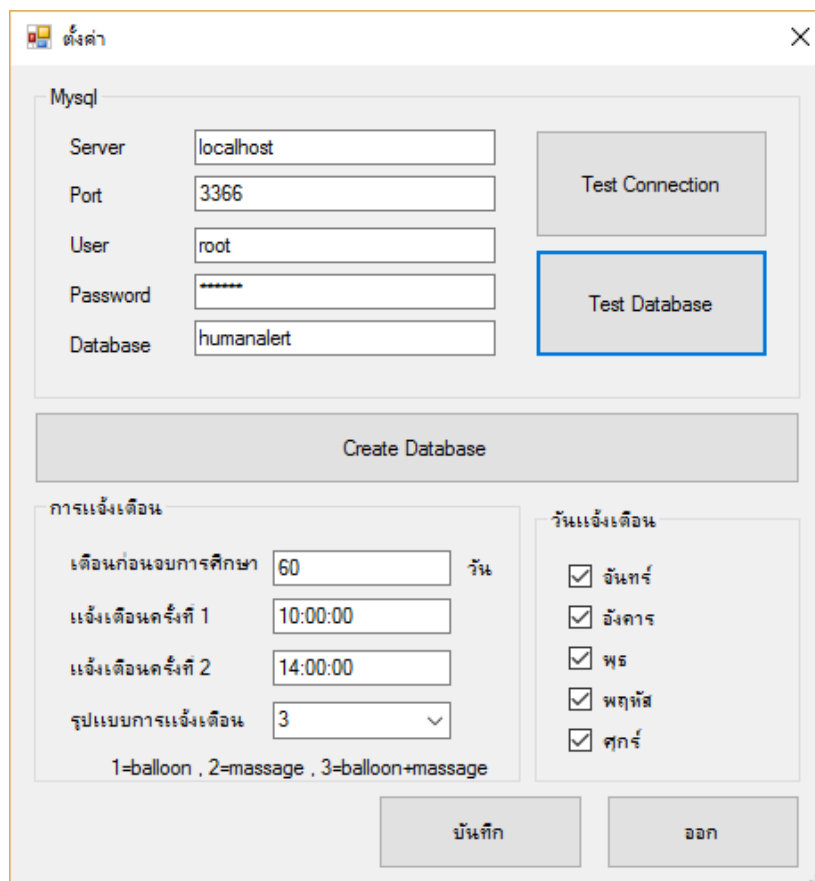 ตั้งค่า
Mysql
Server localhost
Port 3366
User root
Password ******
Database humanalert
Test Connection
Test Database
Create Database
การแจ้งเตือน
เตือนก่อนจบการศึกษา 60 วัน
แจ้งเตือนครั้งที่ 1 10:00:00
แจ้งเตือนครั้งที่ 2 14:00:00
รูปแบบการแจ้งเตือน 3
1=balloon , 2=massage , 3=balloon+massage
วันแจ้งเตือน
จันทร์
อังคาร
พุธ
พฤหัส
ศุกร์
บันทึก
ออก